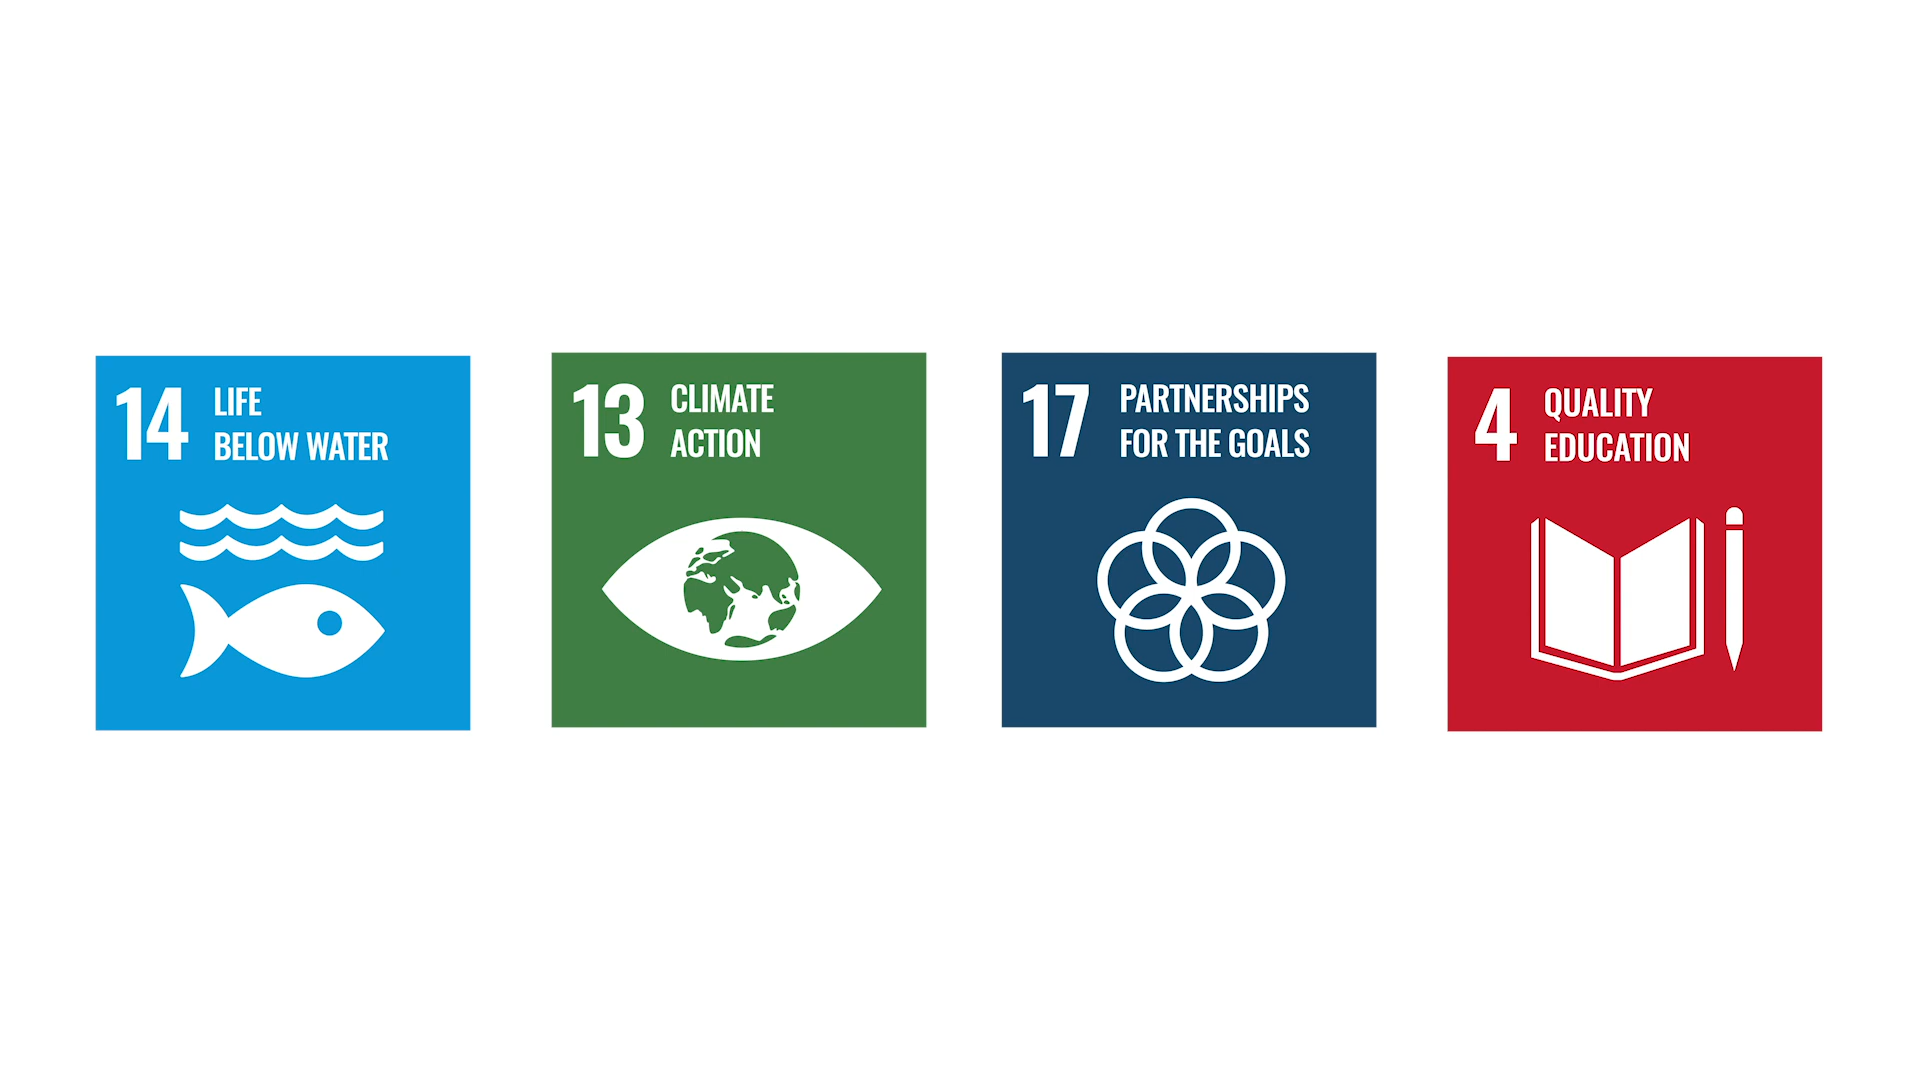 14
LIFE
BELOW WATER
13
CLIMATE
ACTION
17
PARTNERSHIPS
FOR THE GOALS
4
QUALITY
EDUCATION